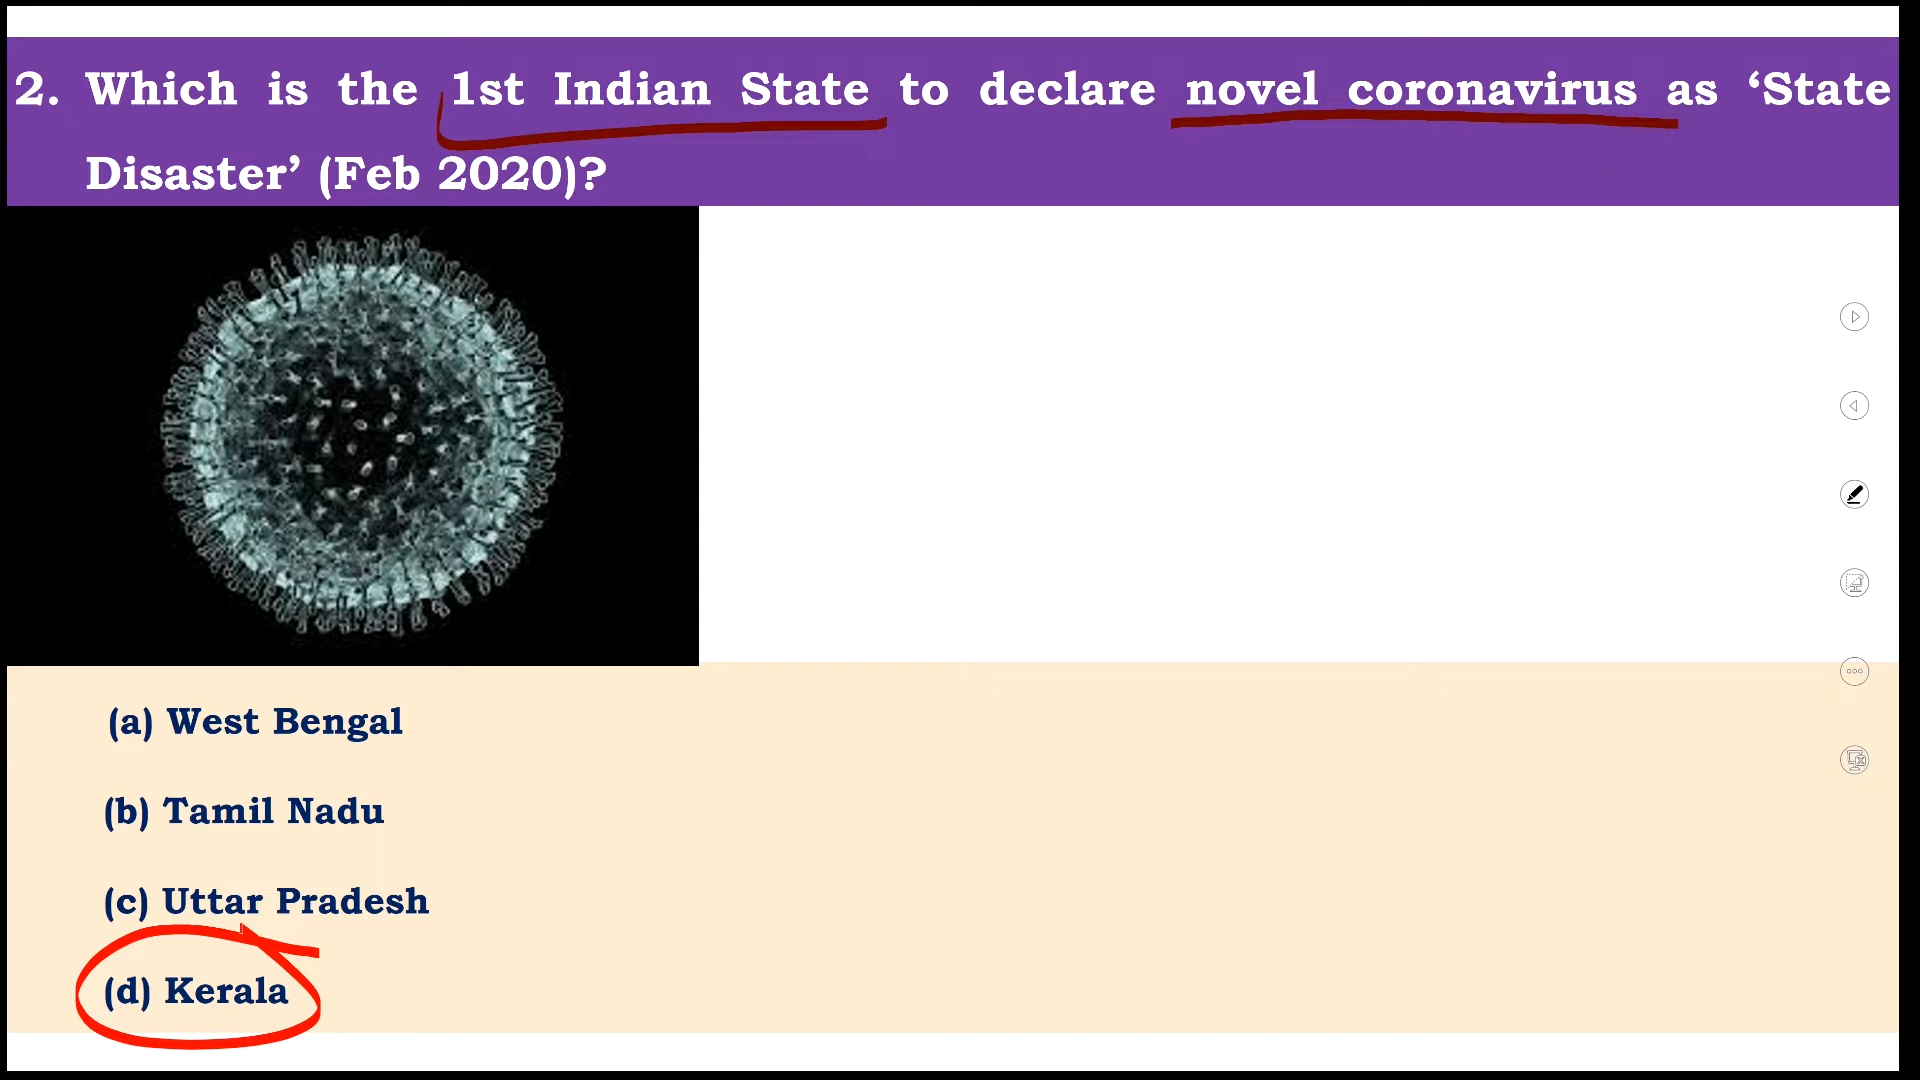 2. Which is the 1st Indian State to declare novel coronavirus as ‘State
Disaster’ (Feb 2020)?
(a) West Bengal
(b) Tamil Nadu
(c) Uttar Pradesh
(d) Kerala